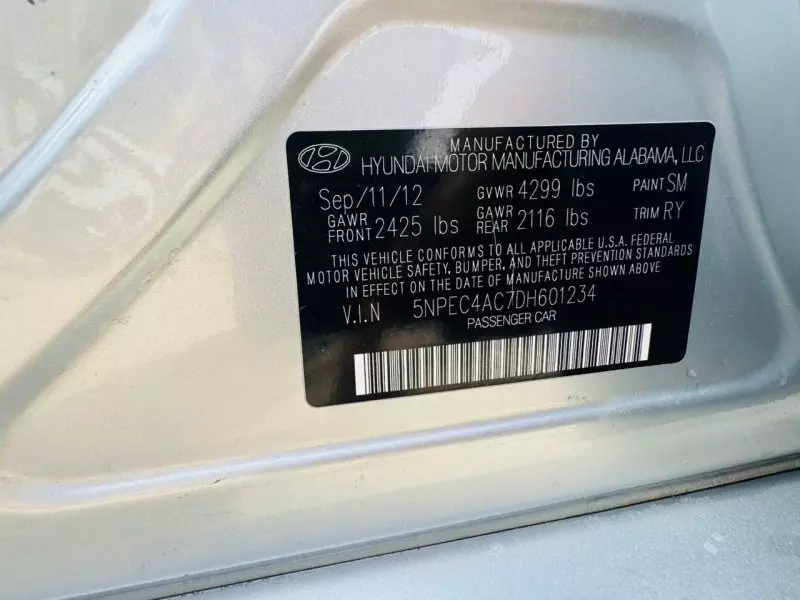 MANUFACTURED BY
HYUNDAI MOTOR MANUFACTURING ALABAMA, LLC
Sep/11/12 GVWR 4299 lbs PAINT SM
GAWR FRONT 2425 lbs GAWR REAR 2116 lbs TRIM RY
THIS VEHICLE CONFORMS TO ALL APPLICABLE U.S.A. FEDERAL
MOTOR VEHICLE SAFETY, BUMPER, AND THEFT PREVENTION STANDARDS
IN EFFECT ON THE DATE OF MANUFACTURE SHOWN ABOVE
V.I.N 5NPEC4AC7DH601234
PASSENGER CAR